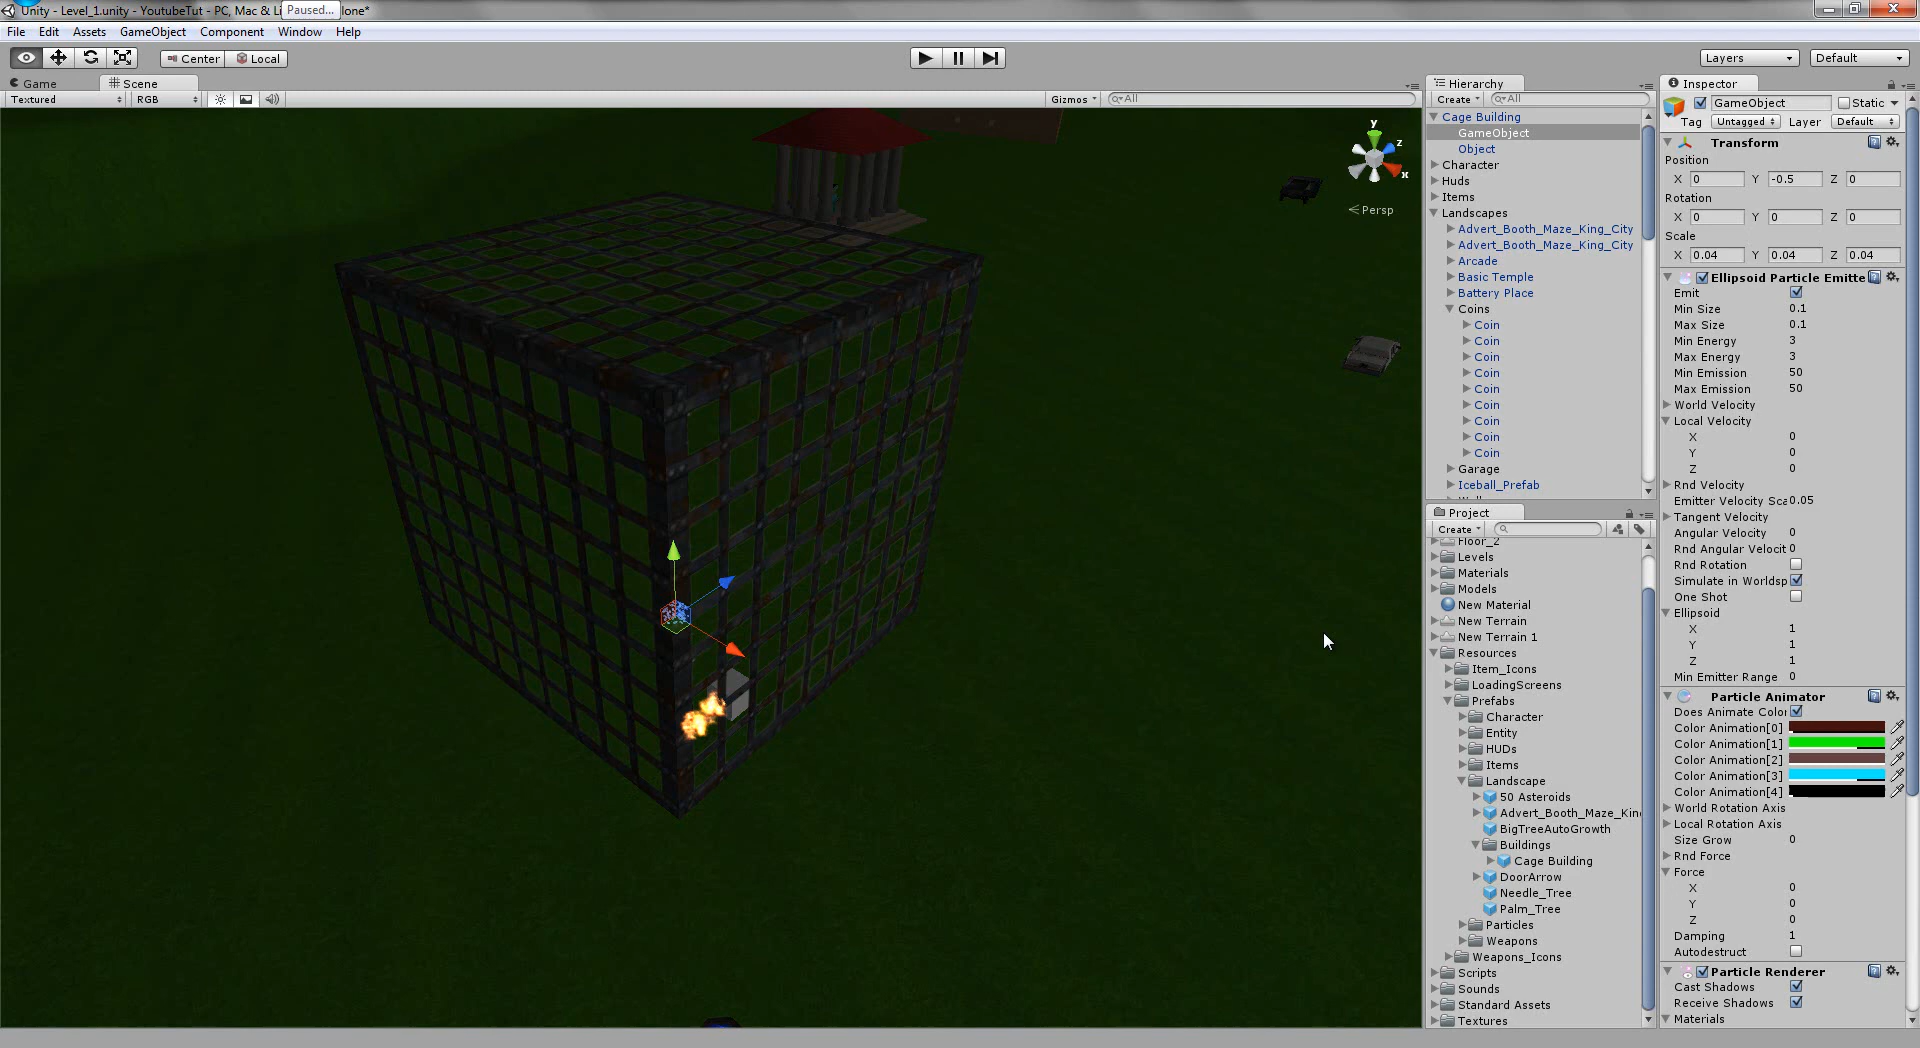 Unity - Level_1.unity - YoutubeTut - PC, Mac & Li
Paused...
lone*
File Edit Assets GameObject Component Window Help
Center Local
Layers Default
Game Scene
Textured RGB Gizmos All
y
z
x
Persp
Hierarchy
Create All
Cage Building
GameObject
Object
Character
Huds
Items
Landscapes
Advert_Booth_Maze_King_City
Advert_Booth_Maze_King_City
Arcade
Basic Temple
Battery Place
Coins
Coin
Coin
Coin
Coin
Coin
Coin
Coin
Coin
Coin
Garage
Iceball_Prefab
Project
Create
Floor_2
Levels
Materials
Models
New Material
New Terrain
New Terrain 1
Resources
Item_Icons
LoadingScreens
Prefabs
Character
Entity
HUDs
Items
Landscape
50 Asteroids
Advert_Booth_Maze_Kin
BigTreeAutoGrowth
Buildings
Cage Building
DoorArrow
Needle_Tree
Palm_Tree
Particles
Weapons
Weapons_Icons
Scripts
Sounds
Standard Assets
Textures
Inspector
GameObject Static
Tag Untagged Layer Default
Transform
Position
X 0 Y -0.5 Z 0
Rotation
X 0 Y 0 Z 0
Scale
X 0.04 Y 0.04 Z 0.04
Ellipsoid Particle Emitte
Emit
Min Size 0.1
Max Size 0.1
Min Energy 3
Max Energy 3
Min Emission 50
Max Emission 50
World Velocity
Local Velocity
X 0
Y 0
Z 0
Rnd Velocity
Emitter Velocity Sca 0.05
Tangent Velocity
Angular Velocity 0
Rnd Angular Velocit 0
Rnd Rotation
Simulate in Worldsp
One Shot
Ellipsoid
X 1
Y 1
Z 1
Min Emitter Range 0
Particle Animator
Does Animate Color
Color Animation[0]
Color Animation[1]
Color Animation[2]
Color Animation[3]
Color Animation[4]
World Rotation Axis
Local Rotation Axis
Size Grow 0
Rnd Force
Force
X 0
Y 0
Z 0
Damping 1
Autodestruct
Particle Renderer
Cast Shadows
Receive Shadows
Materials